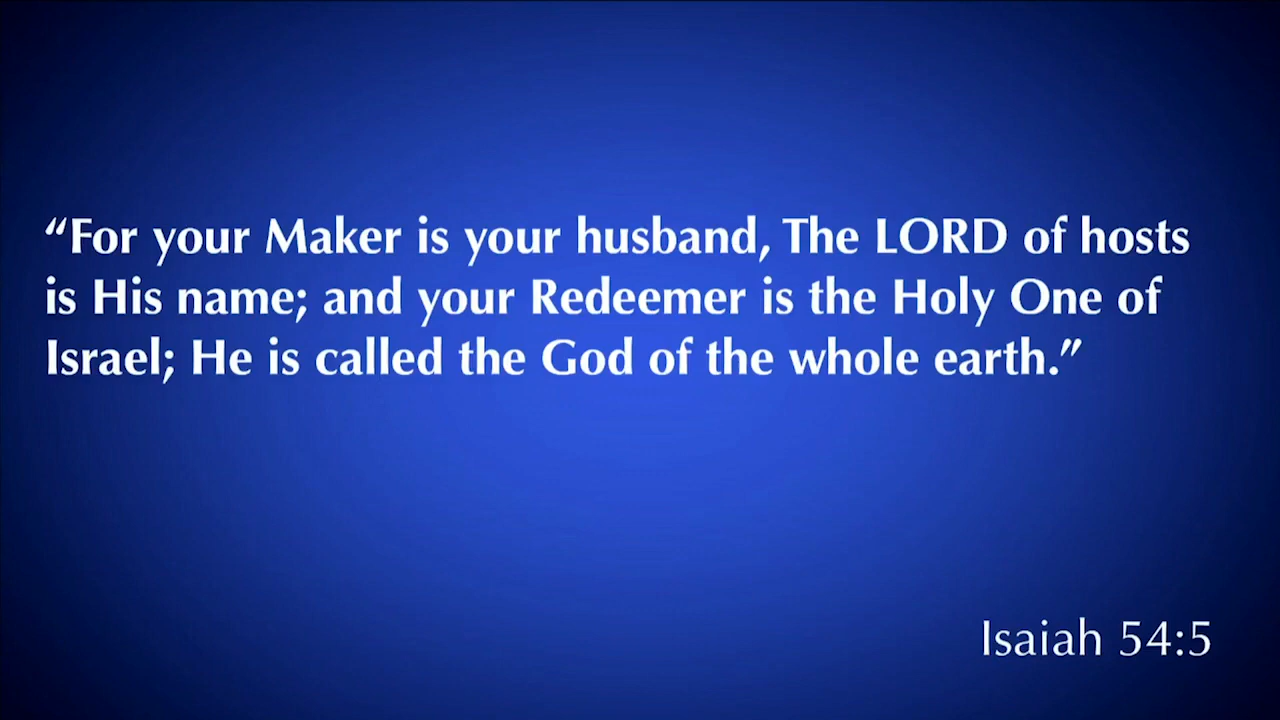 “For your Maker is your husband, The LORD of hosts
is His name; and your Redeemer is the Holy One of
Israel; He is called the God of the whole earth.”
Isaiah 54:5